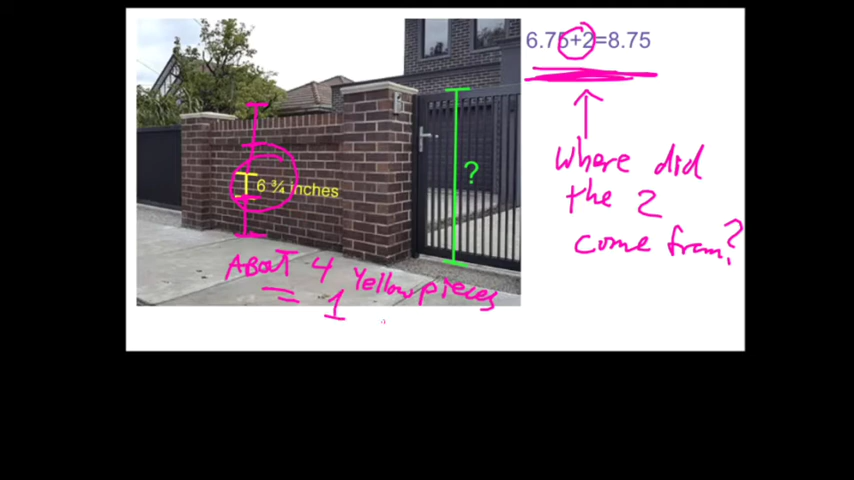 6.75+2=8.75
Where did
the 2
come from?
6 ¾ inches
?
ABouT 4 Yellow pieces
= 1